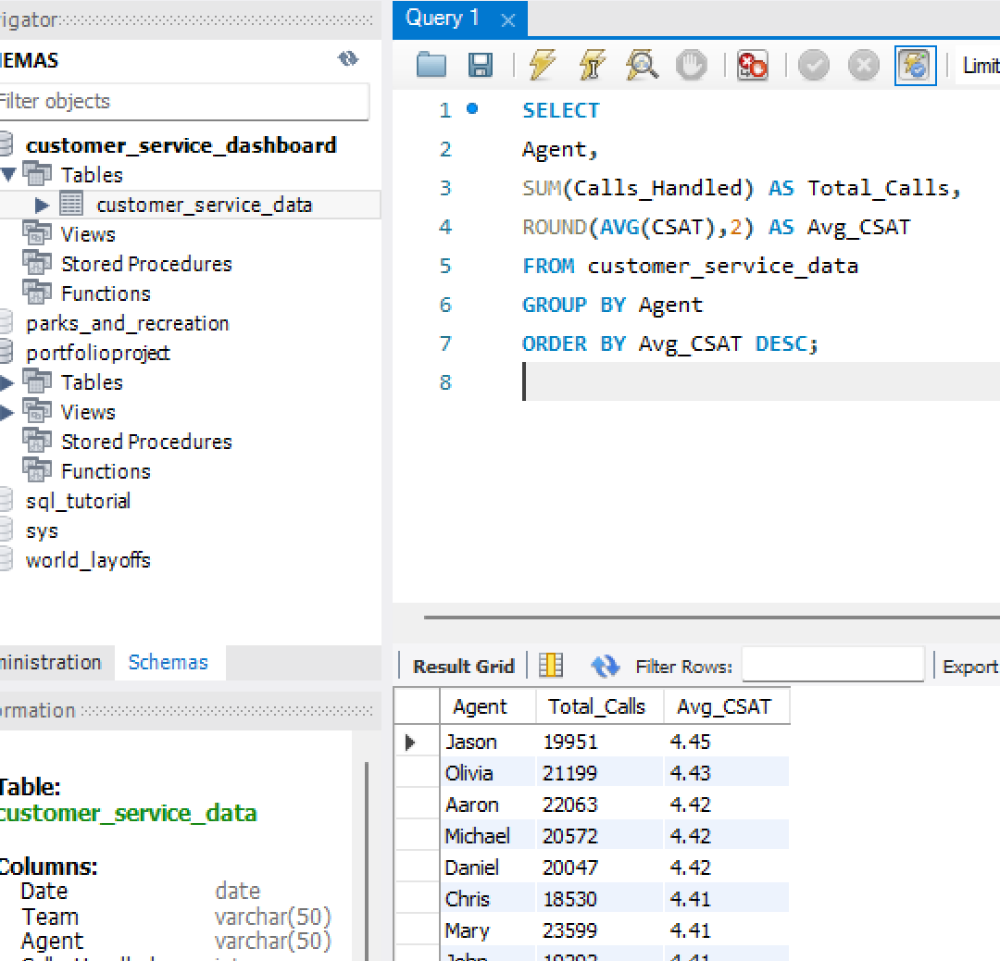 igator
Query 1
EMAS
Filter objects
Limit
customer_service_dashboard
Tables
customer_service_data
Views
Stored Procedures
Functions
parks_and_recreation
portfolioproject
Tables
Views
Stored Procedures
Functions
sql_tutorial
sys
world_layoffs
1 SELECT
2 Agent,
3 SUM(Calls_Handled) AS Total_Calls,
4 ROUND(AVG(CSAT),2) AS Avg_CSAT
5 FROM customer_service_data
6 GROUP BY Agent
7 ORDER BY Avg_CSAT DESC;
8
ministration Schemas
ormation
Table:
customer_service_data
Columns:
Date date
Team varchar(50)
Agent varchar(50)
Result Grid Filter Rows: Export
Agent Total_Calls Avg_CSAT
Jason 19951 4.45
Olivia 21199 4.43
Aaron 22063 4.42
Michael 20572 4.42
Daniel 20047 4.42
Chris 18530 4.41
Mary 23599 4.41
John 4.41